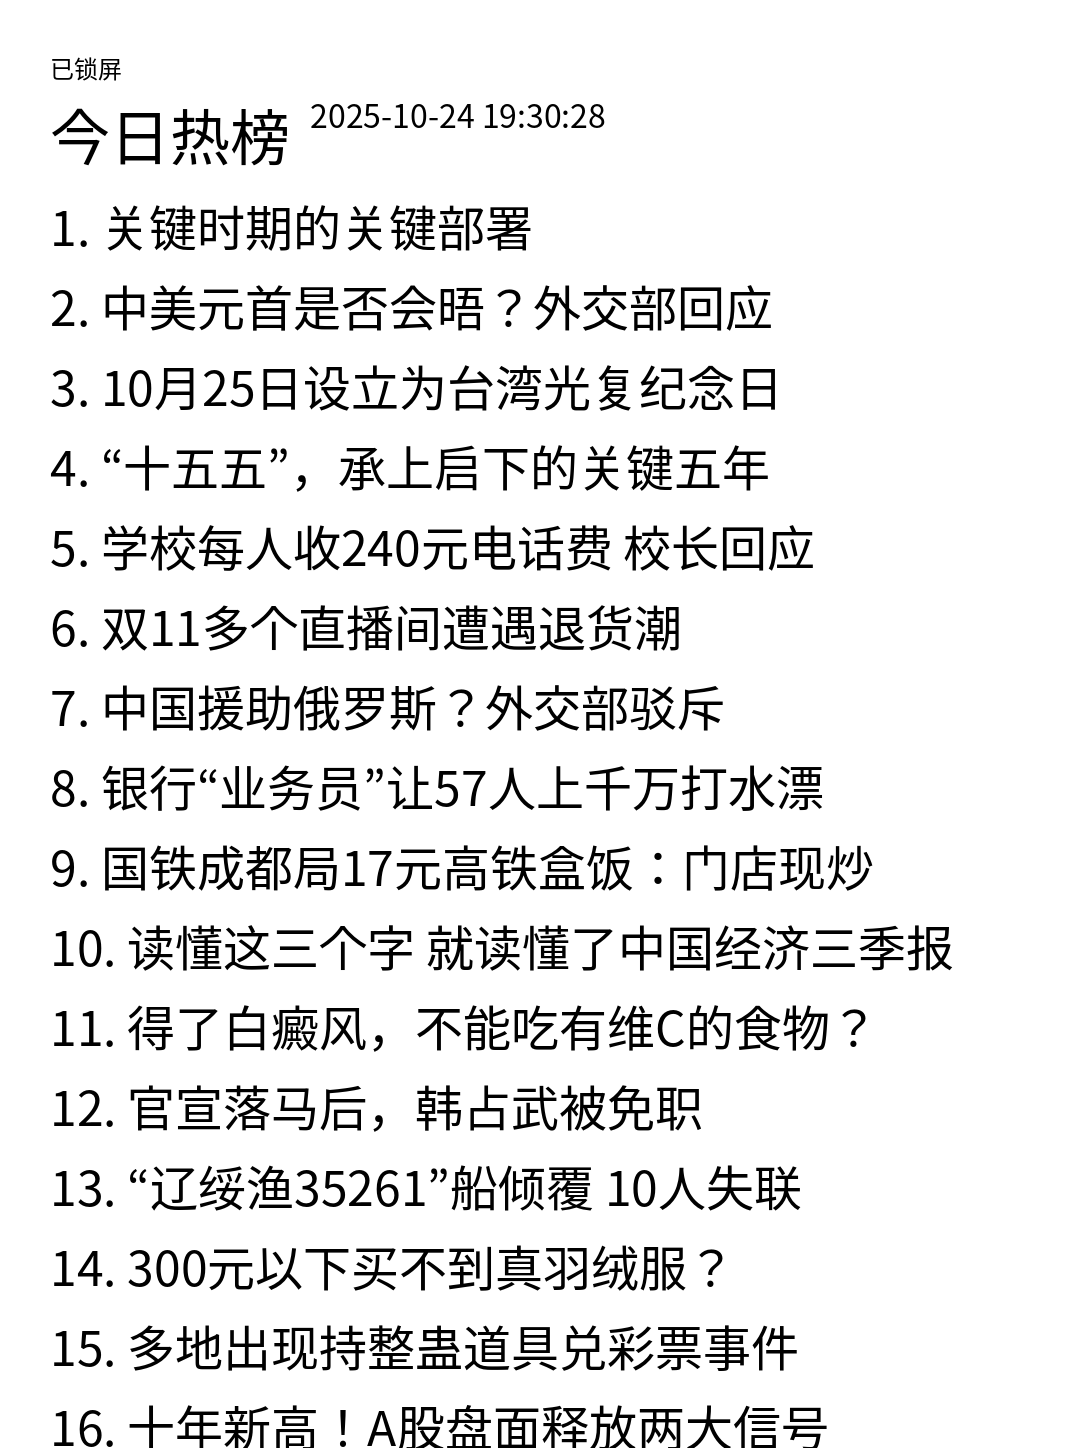 已锁屏
今日热榜 2025-10-24 19:30:28
1. 关键时期的关键部署
2. 中美元首是否会晤？外交部回应
3. 10月25日设立为台湾光复纪念日
4. “十五五”，承上启下的关键五年
5. 学校每人收240元电话费 校长回应
6. 双11多个直播间遭遇退货潮
7. 中国援助俄罗斯？外交部驳斥
8. 银行“业务员”让57人上千万打水漂
9. 国铁成都局17元高铁盒饭：门店现炒
10. 读懂这三个字 就读懂了中国经济三季报
11. 得了白癜风，不能吃有维C的食物？
12. 官宣落马后，韩占武被免职
13. “辽绥渔35261”船倾覆 10人失联
14. 300元以下买不到真羽绒服？
15. 多地出现持整蛊道具兑彩票事件
16. 十年新高！A股盘面释放两大信号